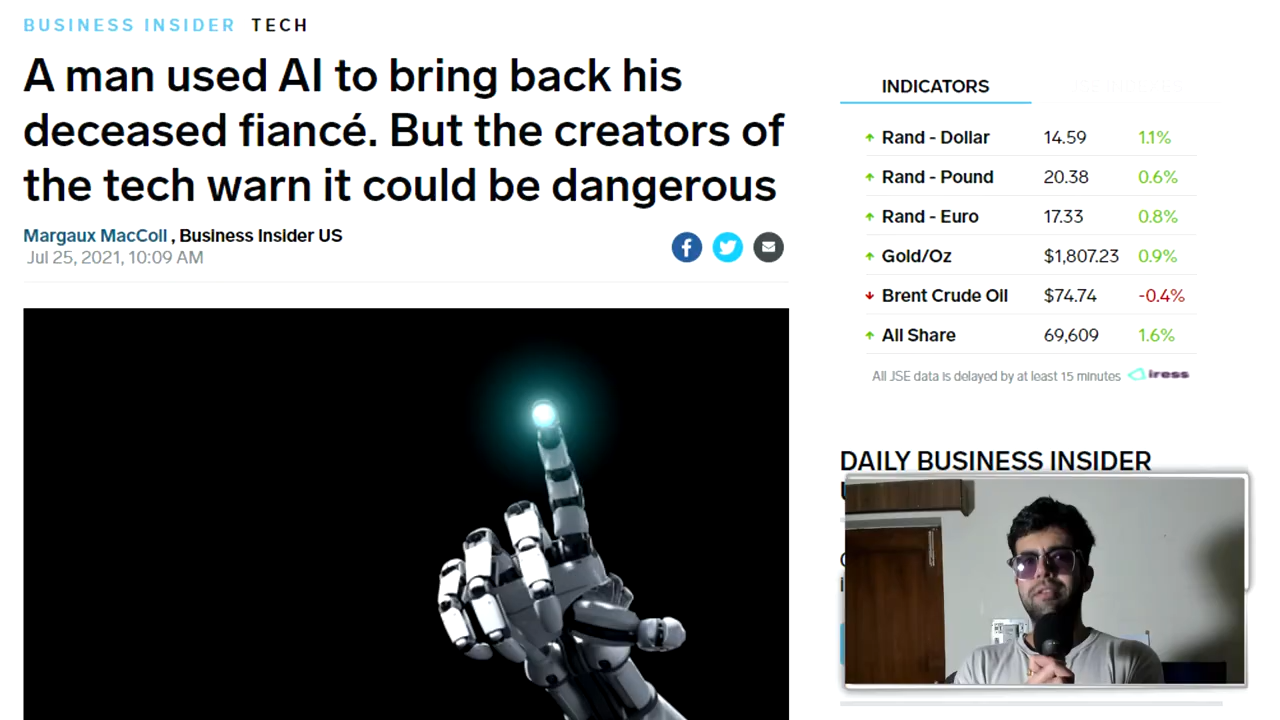 BUSINESS INSIDER TECH
A man used AI to bring back his
deceased fiancé. But the creators of
the tech warn it could be dangerous
Margaux MacColl , Business Insider US
Jul 25, 2021, 10:09 AM
INDICATORS
Rand - Dollar 14.59 1.1%
Rand - Pound 20.38 0.6%
Rand - Euro 17.33 0.8%
Gold/Oz $1,807.23 0.9%
Brent Crude Oil $74.74 -0.4%
All Share 69,609 1.6%
All JSE data is delayed by at least 15 minutes iress
DAILY BUSINESS INSIDER